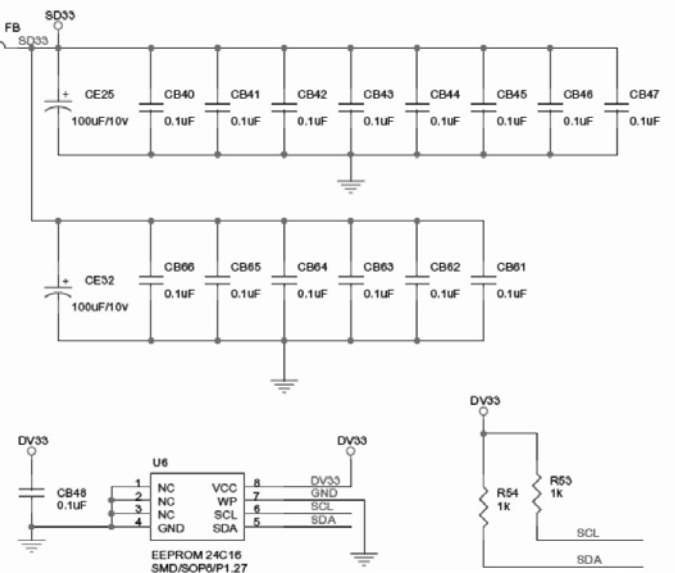 SD33
FB
SD33
CE25
100uF/10v
CB40
0.1uF
CB41
0.1uF
CB42
0.1uF
CB43
0.1uF
CB44
0.1uF
CB45
0.1uF
CB46
0.1uF
CB47
0.1uF
CE32
100uF/10v
CB66
0.1uF
CB65
0.1uF
CB64
0.1uF
CB63
0.1uF
CB62
0.1uF
CB61
0.1uF
DV33
CB48
0.1uF
U6
1 NC VCC 8 DV33
2 NC WP 7 GND
3 NC SCL 6 SCL
4 GND SDA 5 SDA
EEPROM 24C16
SMD/SOP8/P1.27
DV33
DV33
R54
1k
R53
1k
SCL
SDA